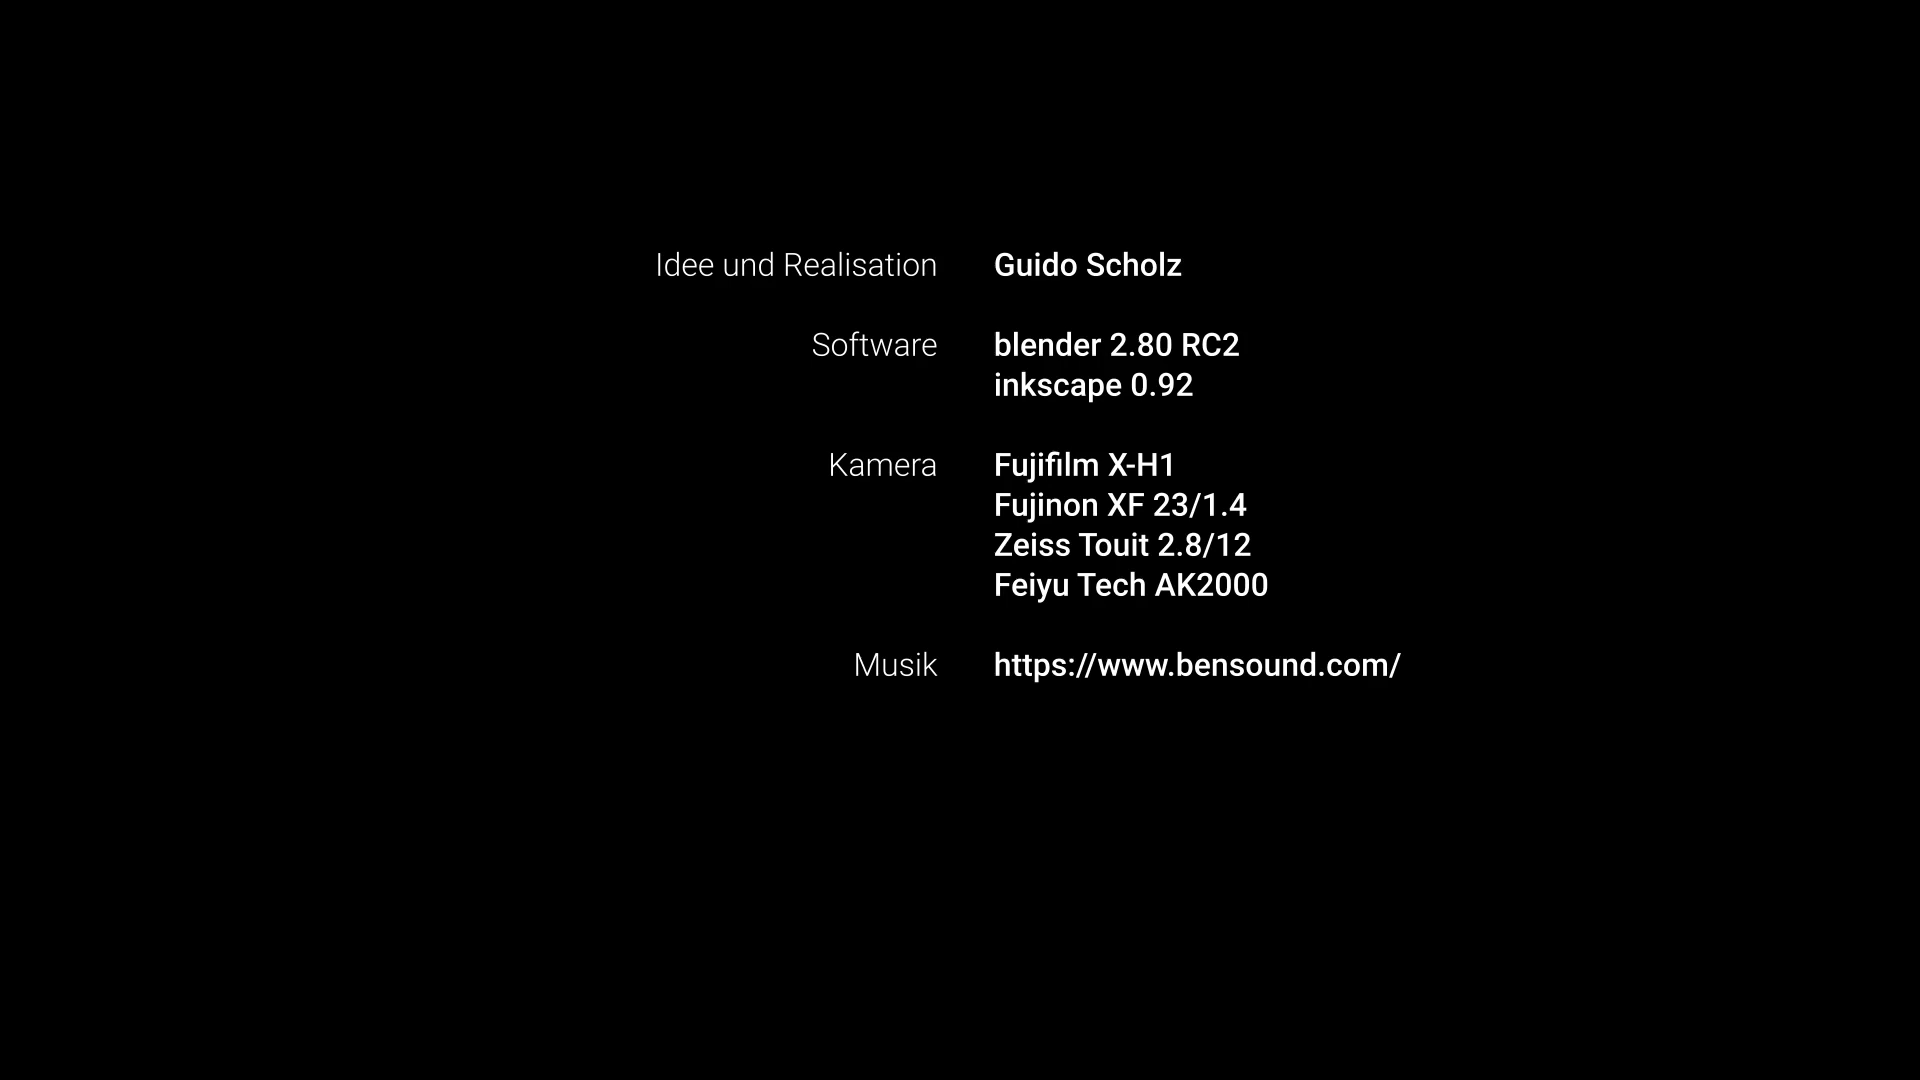 Idee und Realisation Guido Scholz
Software blender 2.80 RC2
inkscape 0.92
Kamera Fujifilm X-H1
Fujinon XF 23/1.4
Zeiss Touit 2.8/12
Feiyu Tech AK2000
Musik https://www.bensound.com/